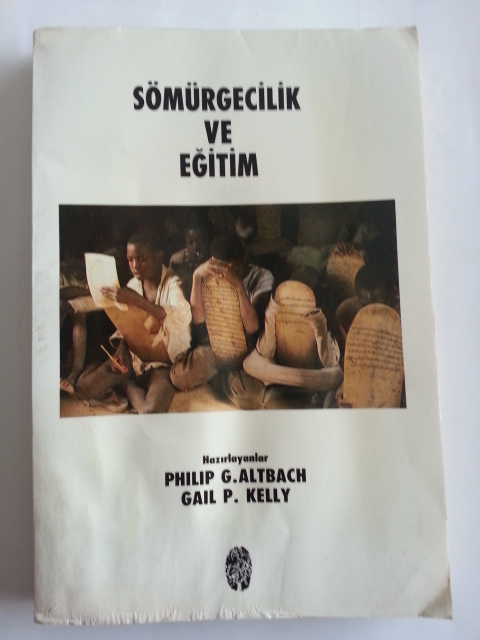 SÖMÜRGECİLİK
VE
EĞİTİM
Hazırlayanlar
PHILIP G.ALTBACH
GAIL P. KELLY